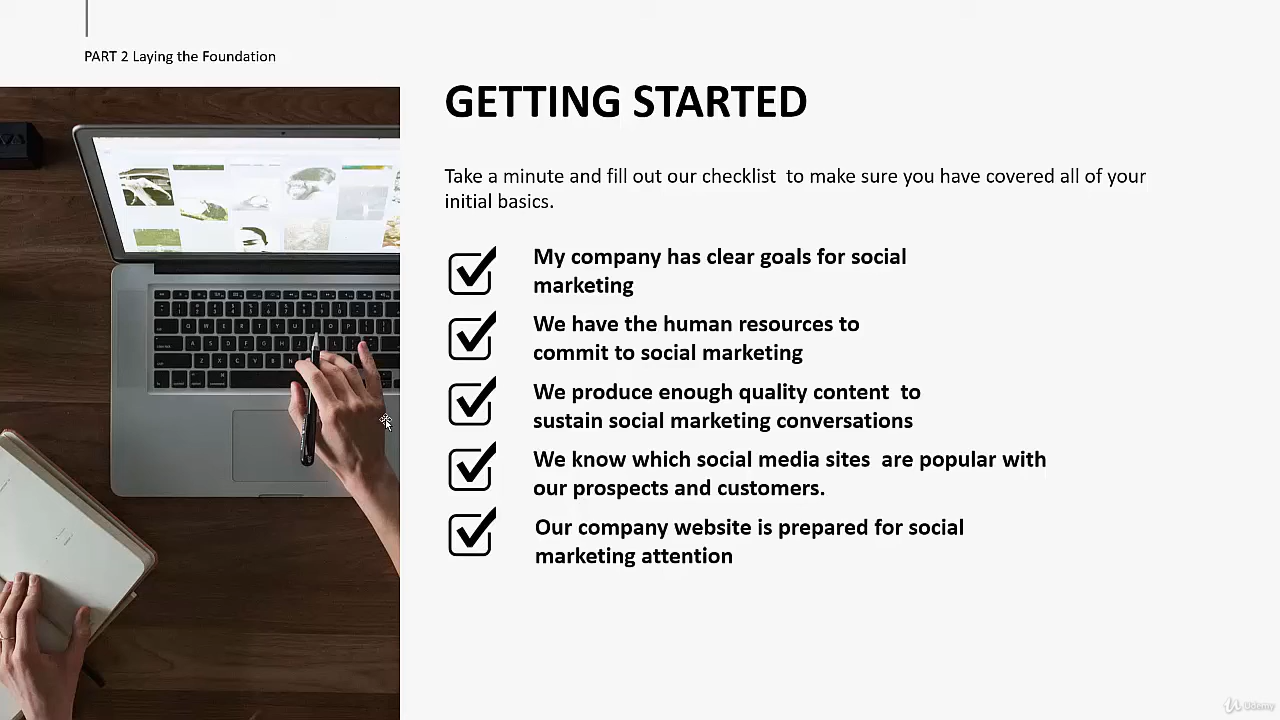 PART 2 Laying the Foundation
GETTING STARTED
Take a minute and fill out our checklist  to make sure you have covered all of your
initial basics.
My company has clear goals for social
marketing
We have the human resources to
commit to social marketing
We produce enough quality content  to
sustain social marketing conversations
We know which social media sites  are popular with
our prospects and customers.
Our company website is prepared for social
marketing attention
Udemy